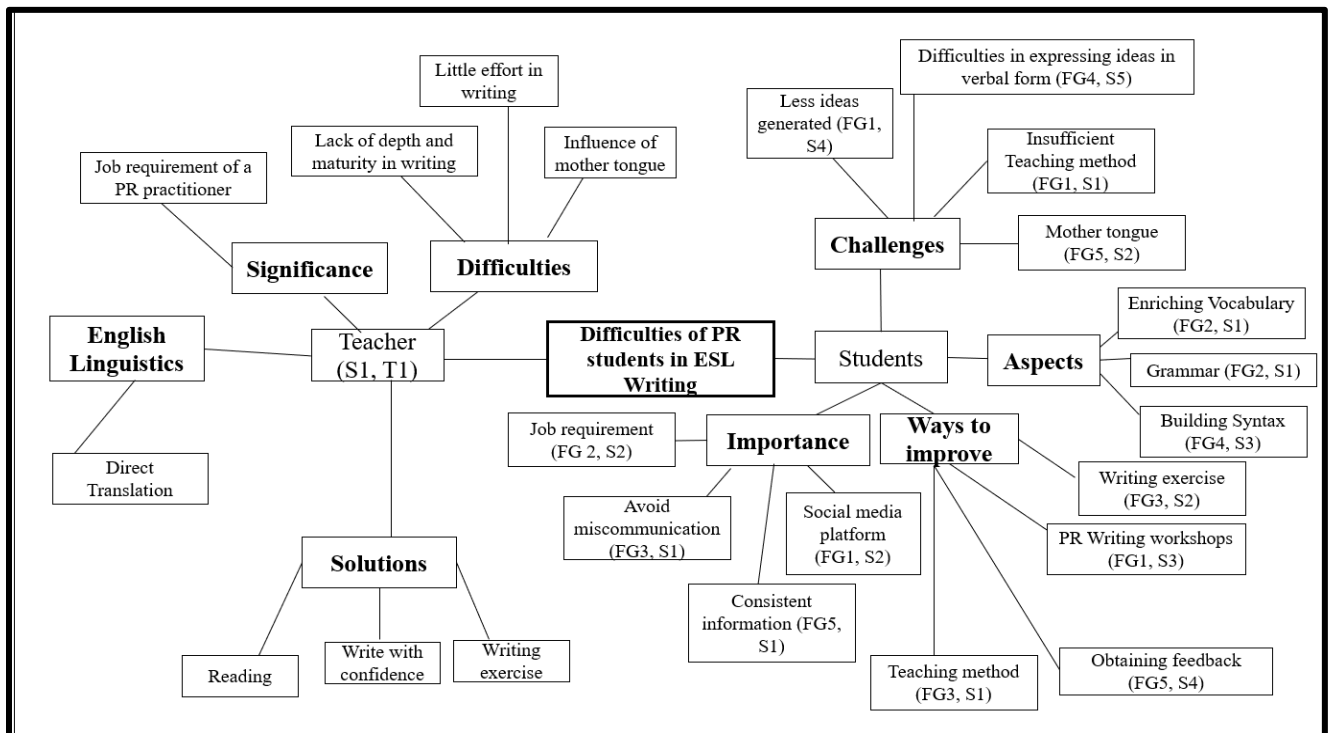 Difficulties in expressing ideas in
verbal form (FG4, S5)
Little effort in
writing
Less ideas
generated (FG1,
S4)
Lack of depth and
maturity in writing
Influence of
mother tongue
Insufficient
Teaching method
(FG1, S1)
Job requirement of a
PR practitioner
Challenges
Mother tongue
(FG5, S2)
Significance
Difficulties
Enriching Vocabulary
(FG2, S1)
English
Linguistics
Teacher
(S1, T1)
Difficulties of PR
students in ESL
Writing
Students
Aspects
Grammar (FG2, S1)
Building Syntax
(FG4, S3)
Job requirement
(FG 2, S2)
Importance
Ways to
improve
Direct
Translation
Writing exercise
(FG3, S2)
Avoid
miscommunication
(FG3, S1)
Social media
platform
(FG1, S2)
PR Writing workshops
(FG1, S3)
Solutions
Consistent
information (FG5,
S1)
Reading
Write with
confidence
Writing
exercise
Teaching method
(FG3, S1)
Obtaining feedback
(FG5, S4)